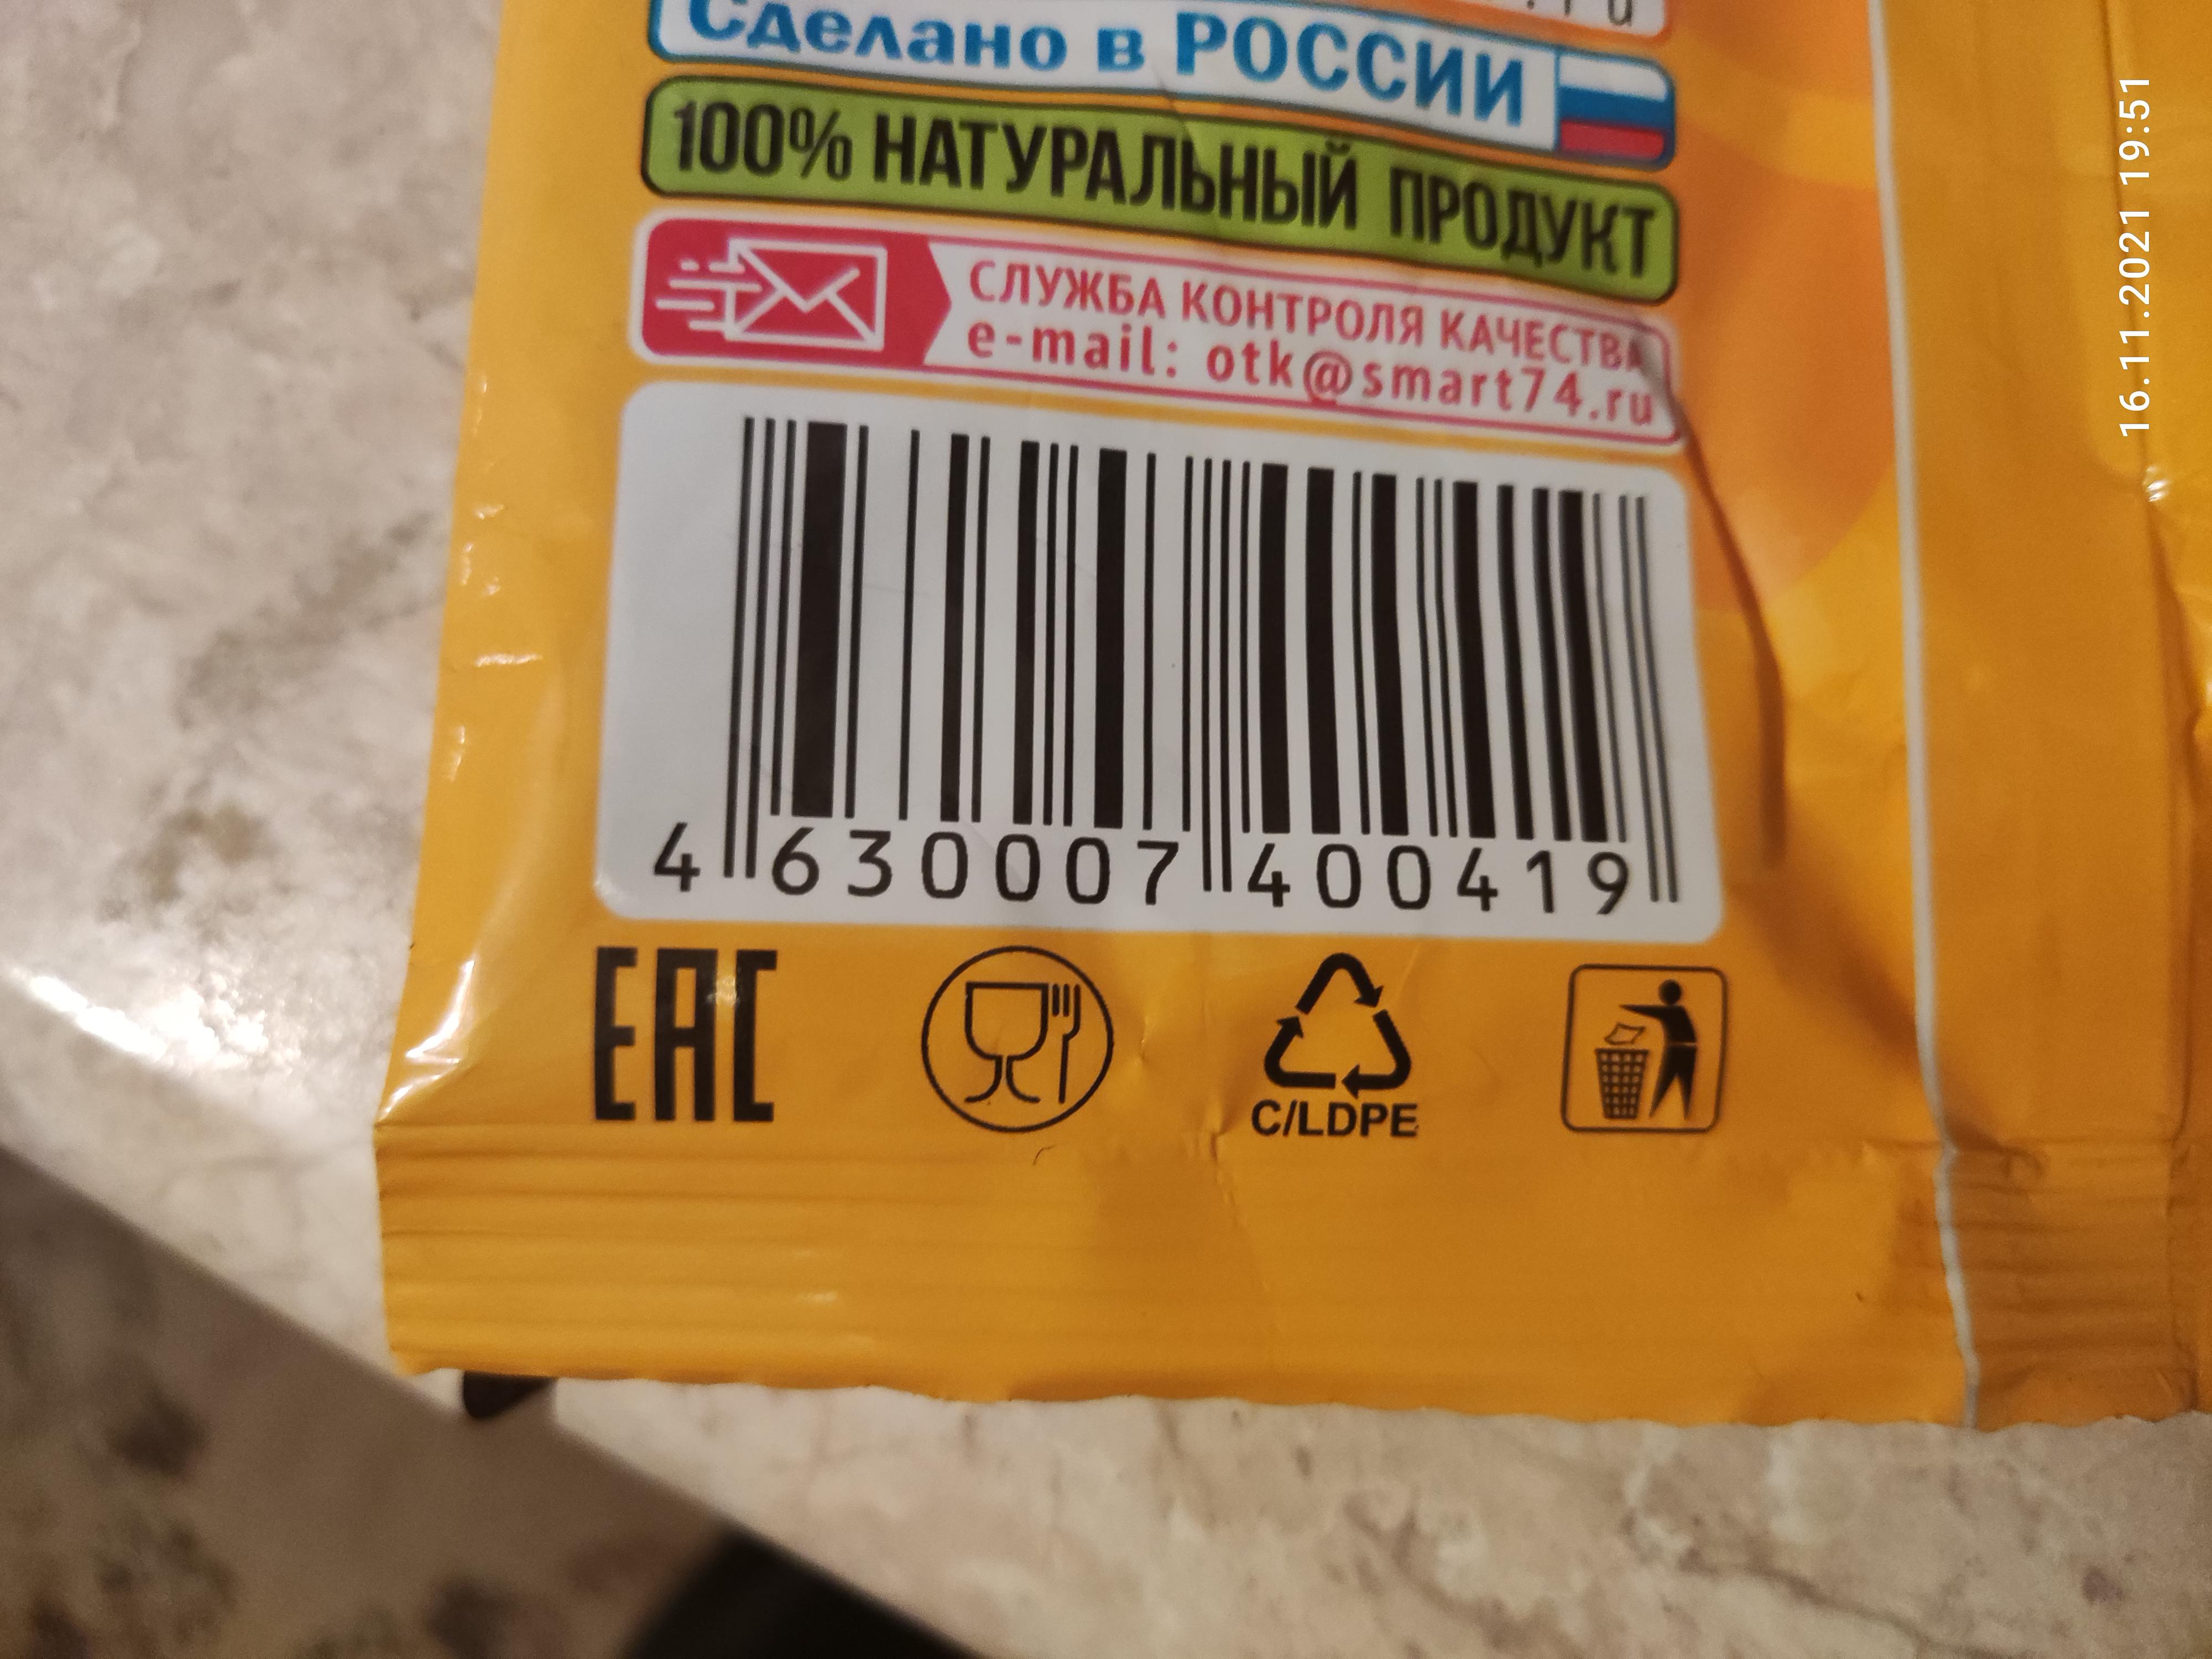 Сделано в РОССИИ
100% НАТУРАЛЬНЫЙ ПРОДУКТ
СЛУЖБА КОНТРОЛЯ КАЧЕСТВА
e-mail: otk@smart74.ru
4 630007 400419
EAC
C/LDPE
16.11.2021 19:51